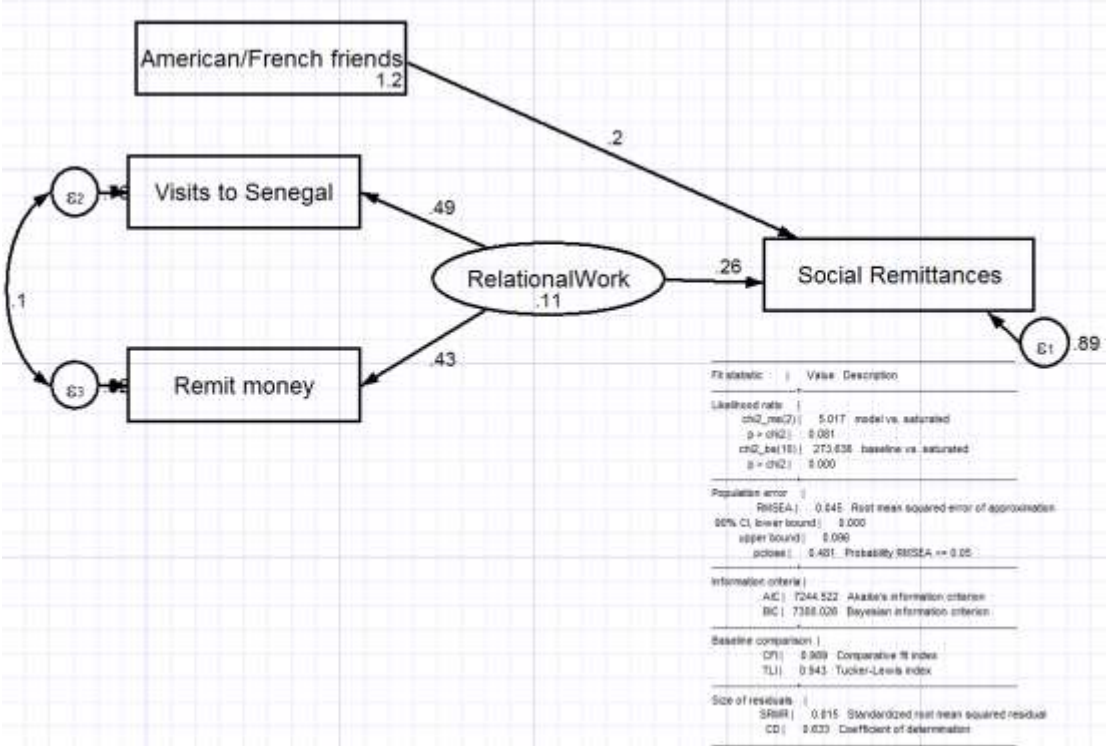 American/French friends
1.2
.2
ε2
Visits to Senegal
.49
RelationalWork
.11
.26
Social Remittances
.1
.43
ε3
Remit money
ε1
.89
Fit statistic | Value Description
Likelihood ratio |
chi2_ms(2) | 5.017 model vs. saturated
p > chi2 | 0.081
chi2_bs(18) | 273.636 baseline vs. saturated
p > chi2 | 0.000
Population error |
RMSEA | 0.045 Root mean squared error of approximation
90% CI, lower bound | 0.000
upper bound | 0.096
pclose | 0.481 Probability RMSEA <= 0.05
Information criteria |
AIC | 7244.522 Akaike's information criterion
BIC | Bayesian information criterion
Baseline comparison |
CFI | 0.989 Comparative fit index
TLI | 0.943 Tucker-Lewis index
Size of residuals |
SRMR | 0.015 Standardized root mean squared residual
CD | 0.633 Coefficient of determination